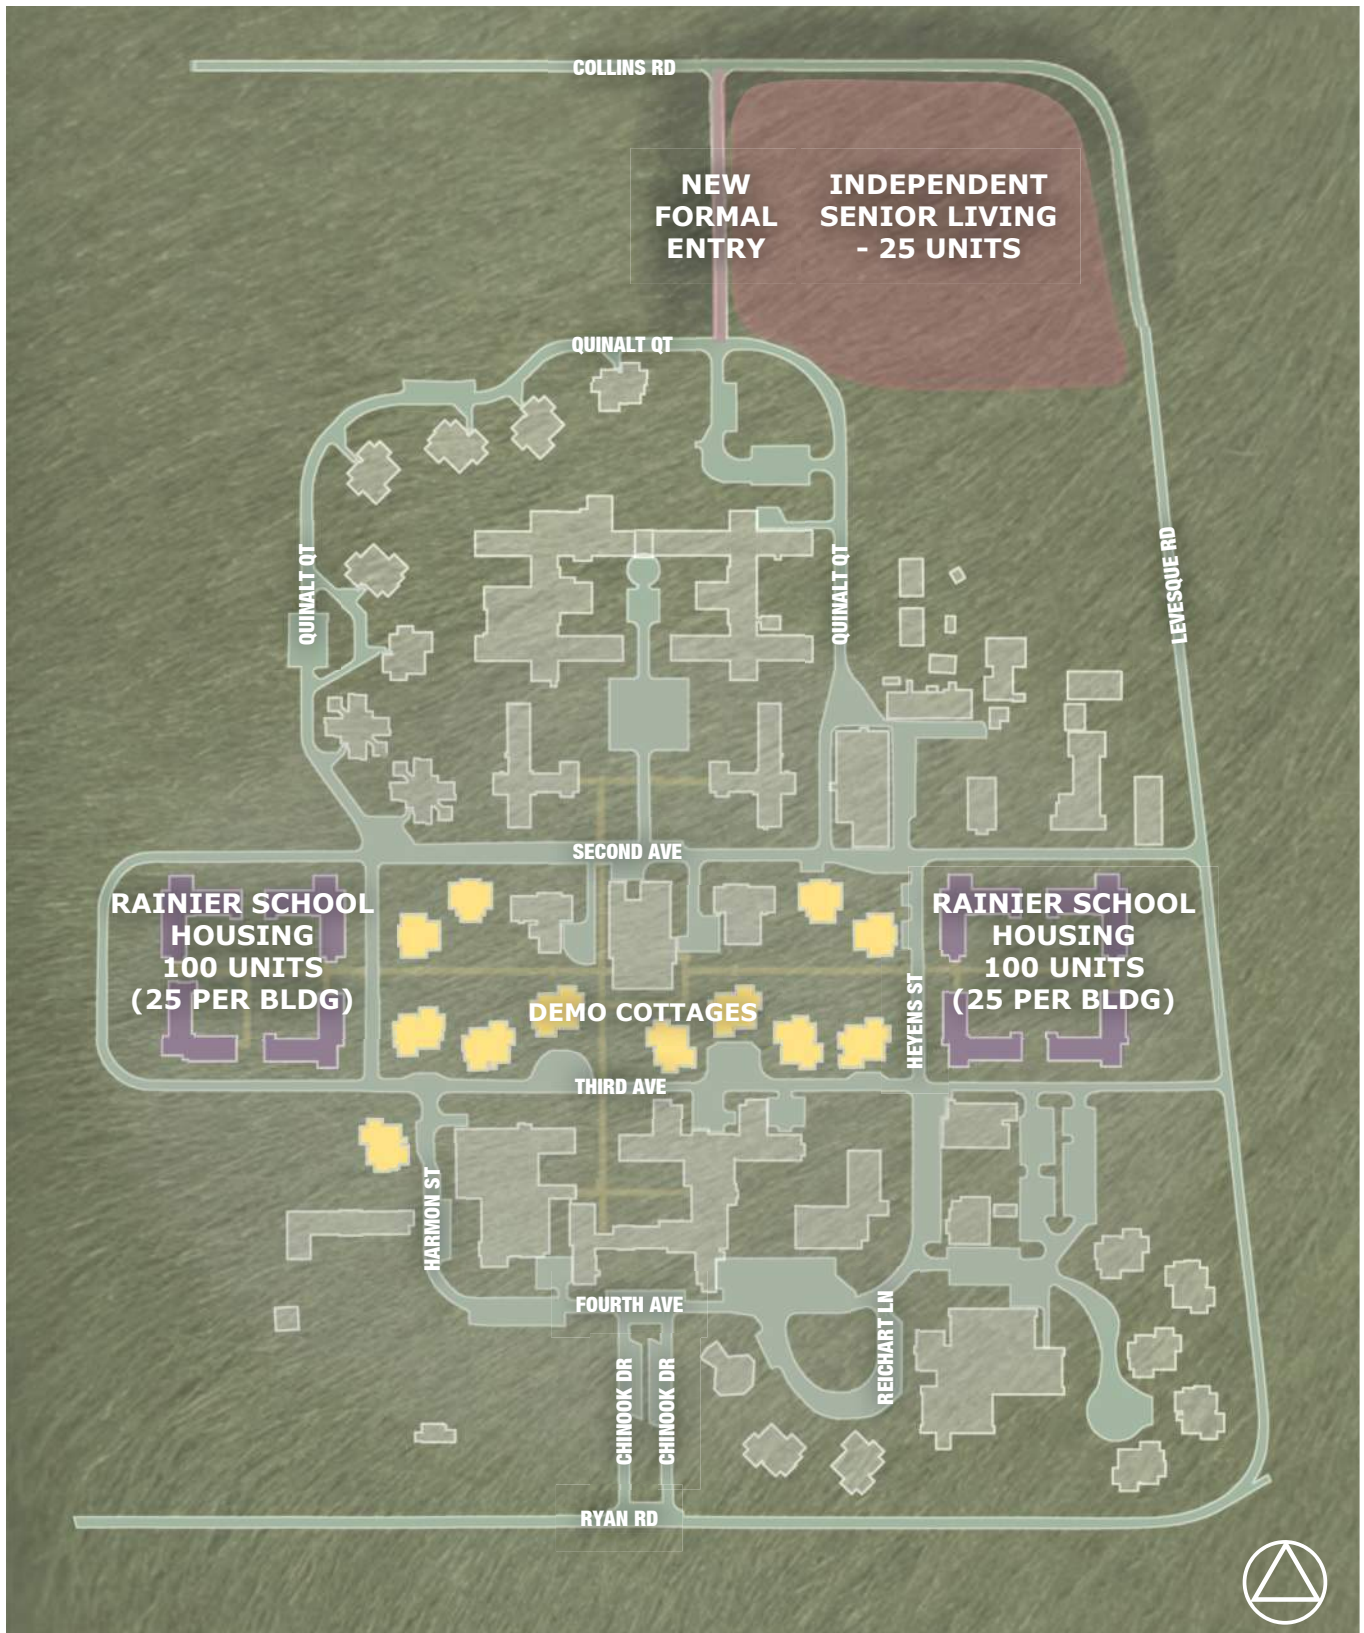 COLLINS RD
NEW
FORMAL
ENTRY
INDEPENDENT
SENIOR LIVING
- 25 UNITS
QUINALT QT
QUINALT QT
QUINALT QT
LEVESQUE RD
SECOND AVE
RAINIER SCHOOL
HOUSING
100 UNITS
(25 PER BLDG)
RAINIER SCHOOL
HOUSING
100 UNITS
(25 PER BLDG)
DEMO COTTAGES
HEYENS ST
THIRD AVE
HARMON ST
FOURTH AVE
REICHART LN
CHINOOK DR
CHINOOK DR
RYAN RD